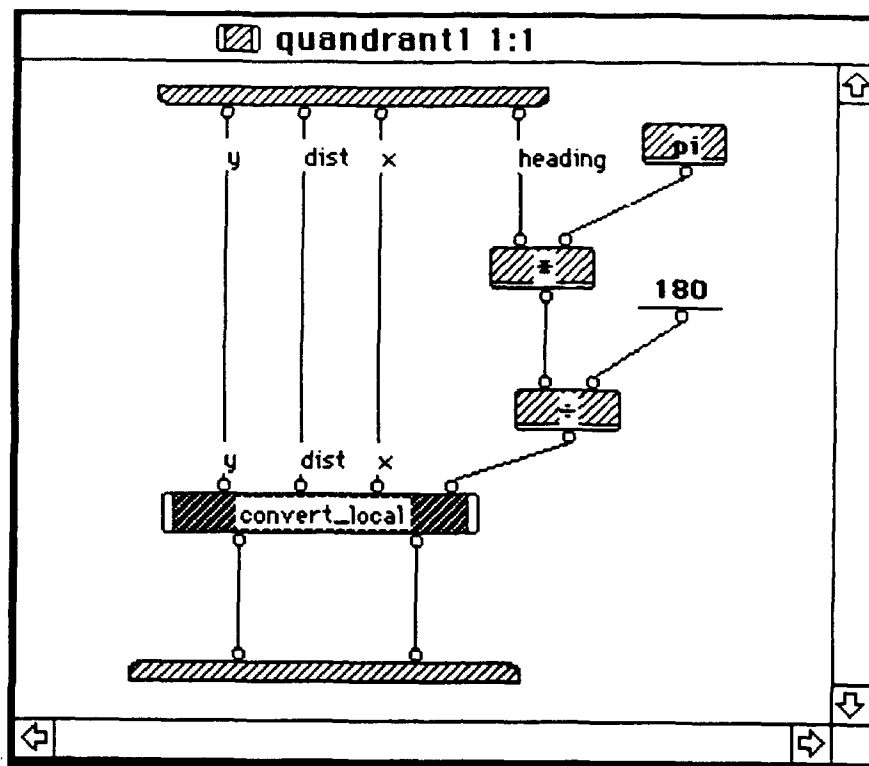 quandrant1 1:1
y dist x heading pi
*
180
÷
y dist x
convert_local